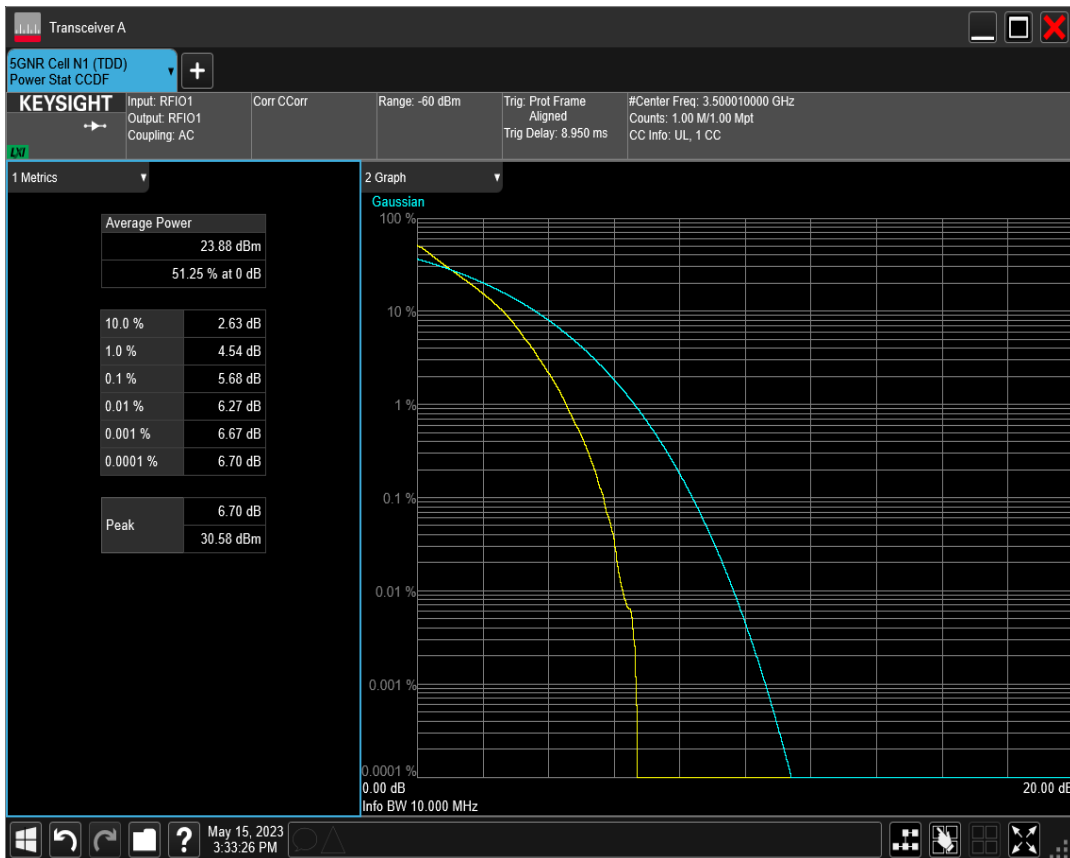 Transceiver A
5GNR Cell N1 (TDD)
Power Stat CCDF
KEYSIGHT
LXI
Input: RFIO1
Output: RFIO1
Coupling: AC
Corr CCorr
Range: -60 dBm
Trig: Prot Frame
Aligned
Trig Delay: 8.950 ms
#Center Freq: 3.500010000 GHz
Counts: 1.00 M/1.00 Mpt
CC Info: UL, 1 CC
1 Metrics
Average Power
23.88 dBm
51.25 % at 0 dB
10.0 % 2.63 dB
1.0 % 4.54 dB
0.1 % 5.68 dB
0.01 % 6.27 dB
0.001 % 6.67 dB
0.0001 % 6.70 dB
Peak 6.70 dB
30.58 dBm
2 Graph
Gaussian
100 %
10 %
1 %
0.1 %
0.01 %
0.001 %
0.0001 %
0.00 dB 20.00 dB
Info BW 10.000 MHz
May 15, 2023
3:33:26 PM